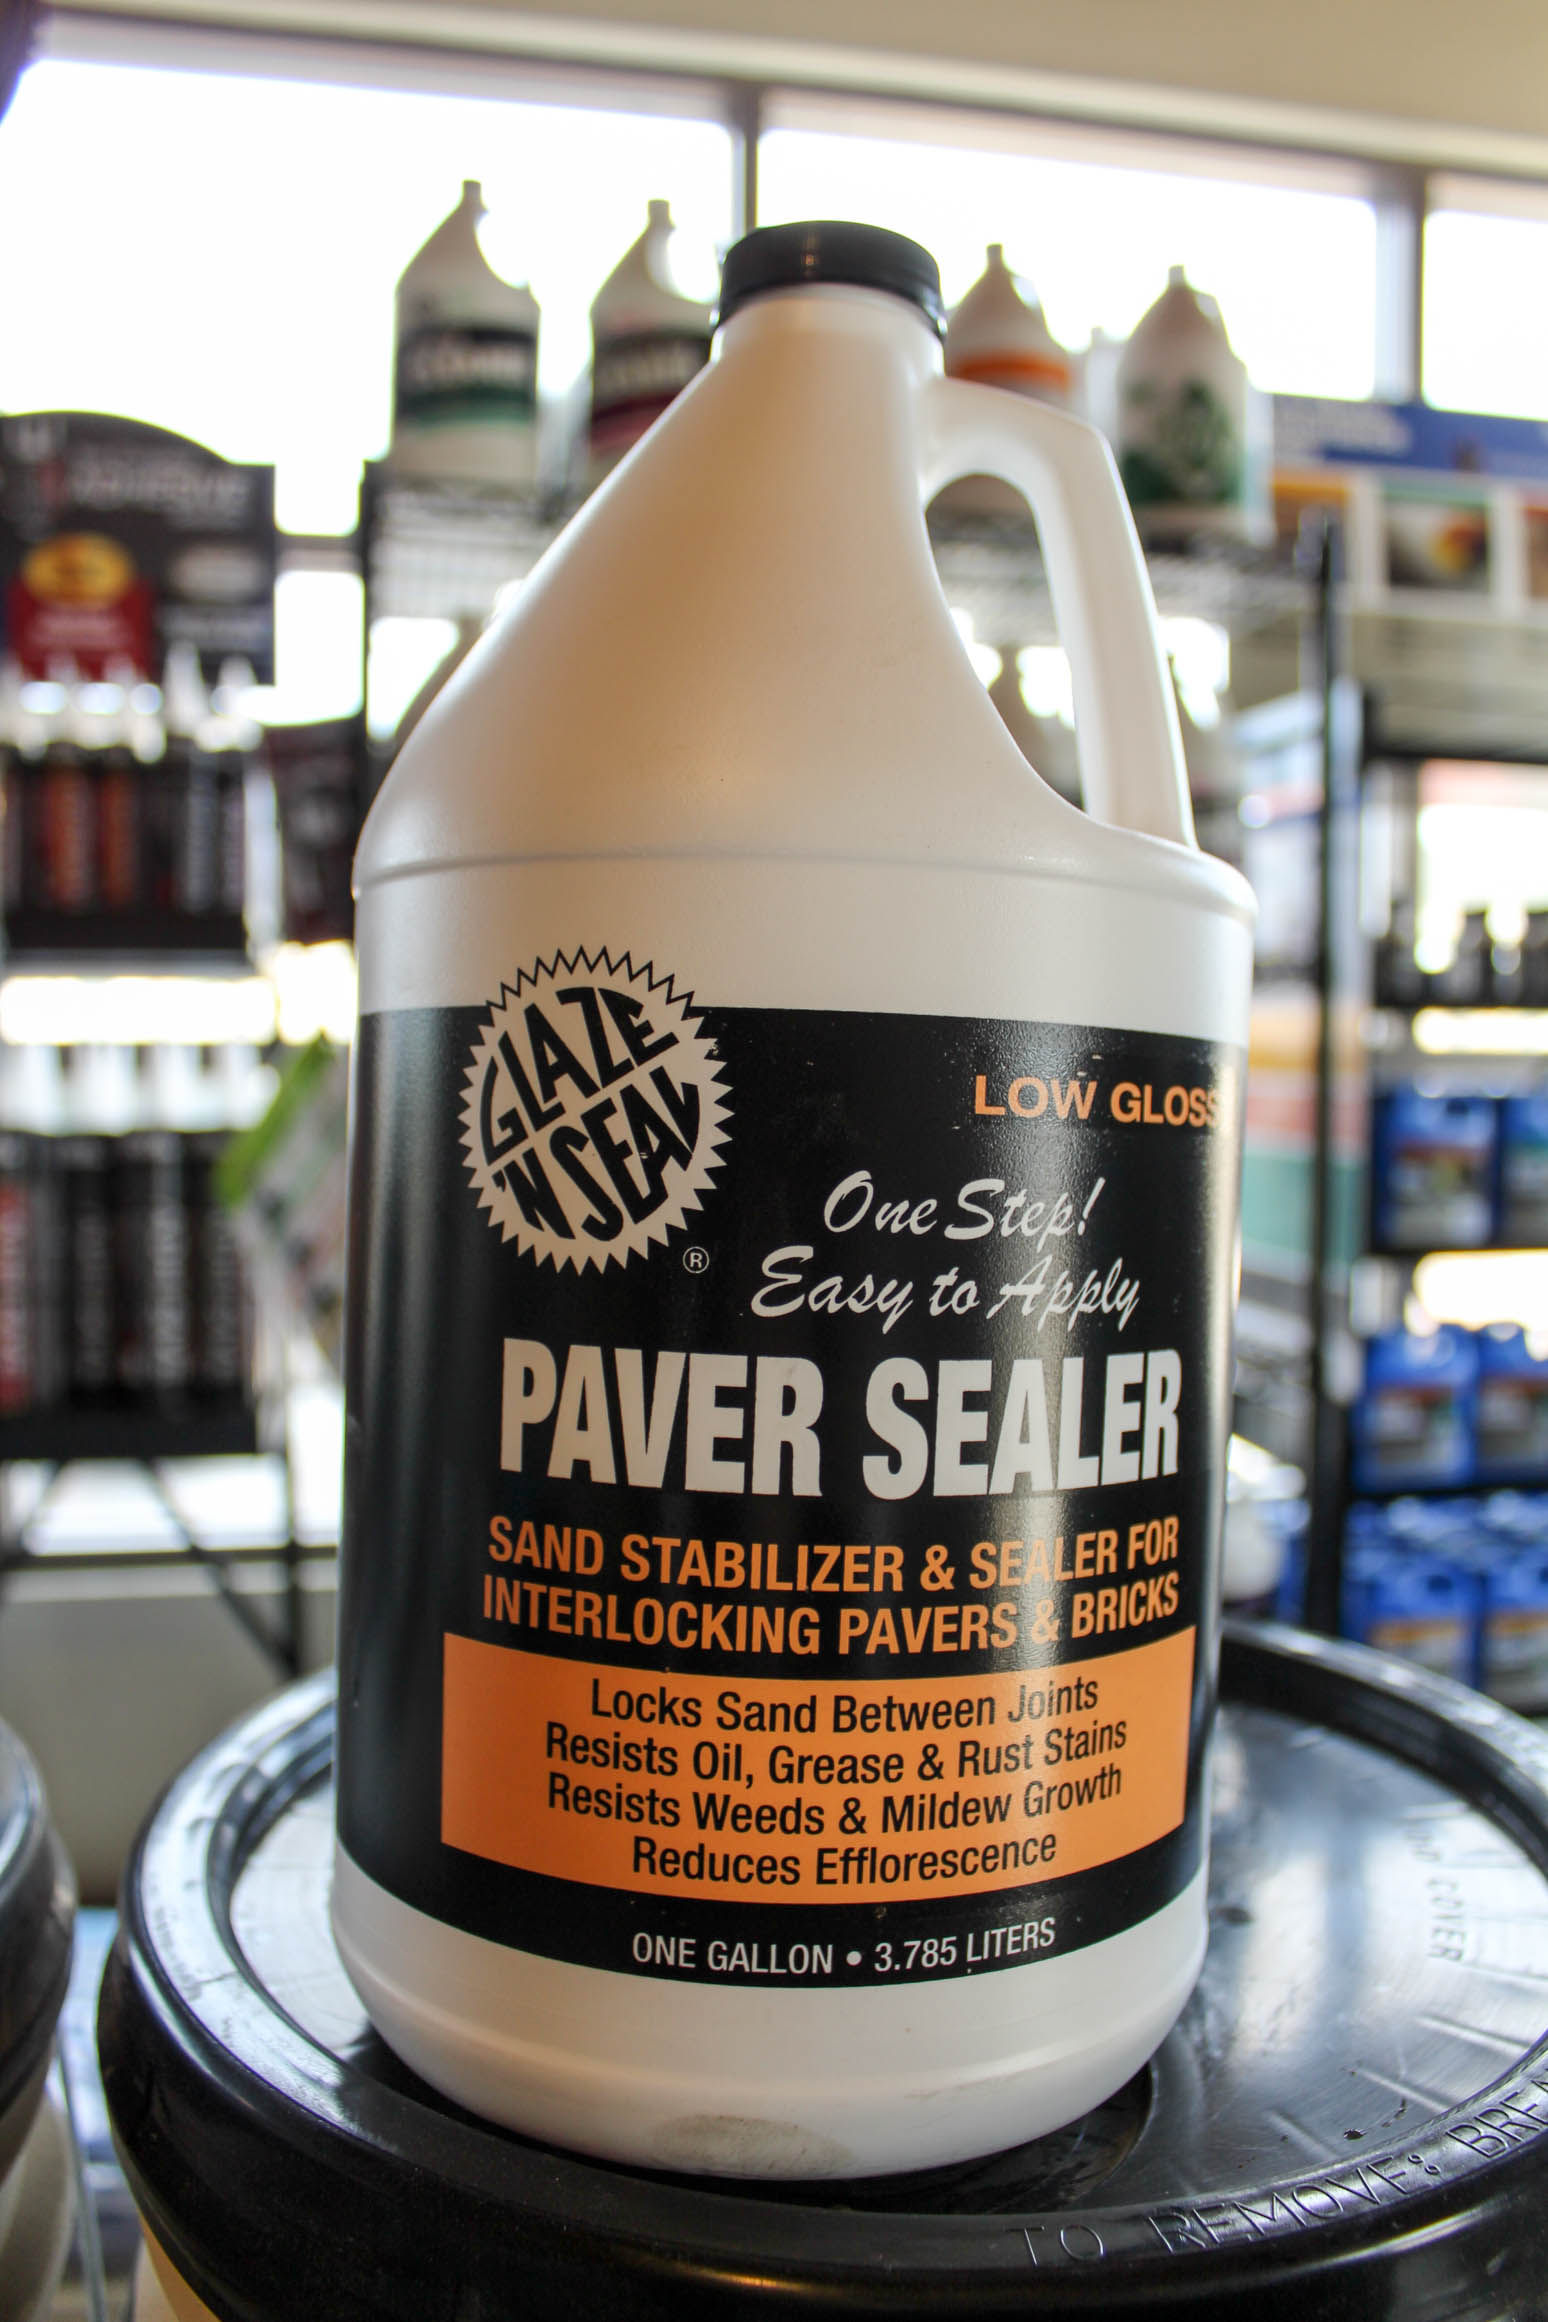 GLAZE
'N SEAL
®
LOW GLOSS
One Step!
Easy to Apply
PAVER SEALER
SAND STABILIZER & SEALER FOR
INTERLOCKING PAVERS & BRICKS
Locks Sand Between Joints
Resists Oil, Grease & Rust Stains
Resists Weeds & Mildew Growth
Reduces Efflorescence
ONE GALLON • 3.785 LITERS
COVER
TO REMOVE: